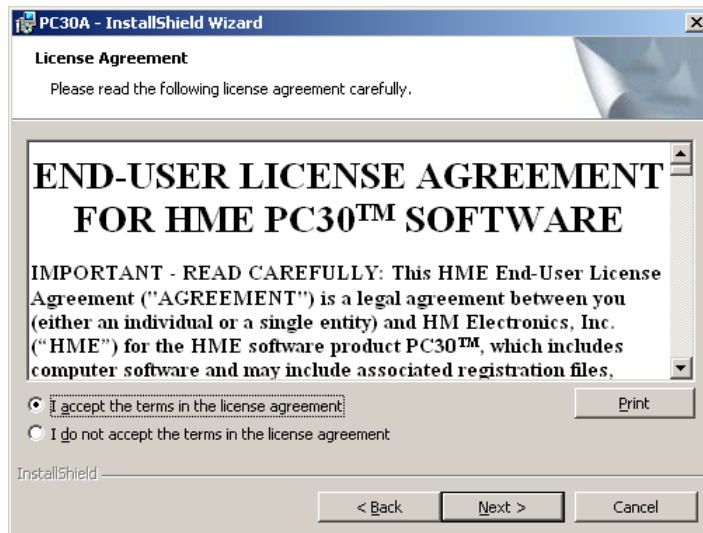 PC30A - InstallShield Wizard
License Agreement
Please read the following license agreement carefully.
END-USER LICENSE AGREEMENT
FOR HME PC30™ SOFTWARE
IMPORTANT - READ CAREFULLY: This HME End-User License
Agreement ("AGREEMENT") is a legal agreement between you
(either an individual or a single entity) and HM Electronics, Inc.
(“HME”) for the HME software product PC30™, which includes
computer software and may include associated registration files,
I accept the terms in the license agreement
Print
I do not accept the terms in the license agreement
InstallShield
< Back
Next >
Cancel